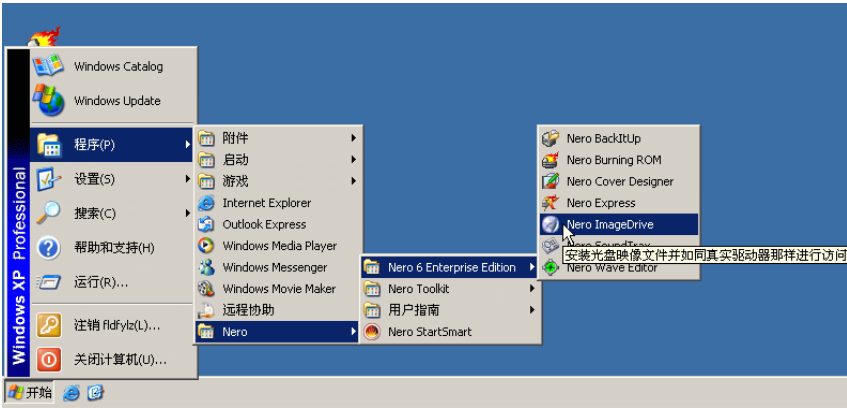 Windows Catalog
Windows Update
程序(P)
设置(S)
搜索(C)
帮助和支持(H)
运行(R)...
注销 fldfylz(L)...
关闭计算机(U)...
Windows XP Professional
开始
附件
启动
游戏
Internet Explorer
Outlook Express
Windows Media Player
Windows Messenger
Windows Movie Maker
远程协助
Nero
Nero 6 Enterprise Edition
Nero Toolkit
用户指南
Nero StartSmart
Nero BackItUp
Nero Burning ROM
Nero Cover Designer
Nero Express
Nero ImageDrive
Nero SoundTrax
安装光盘映像文件并如同真实驱动器那样进行访问
Nero Wave Editor